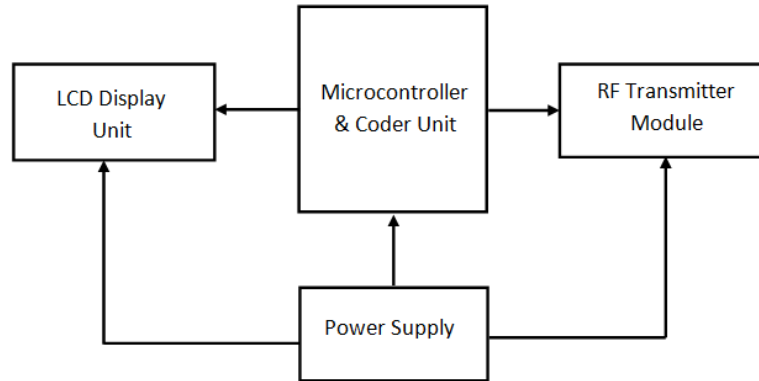 LCD Display
Unit
Microcontroller
& Coder Unit
RF Transmitter
Module
Power Supply